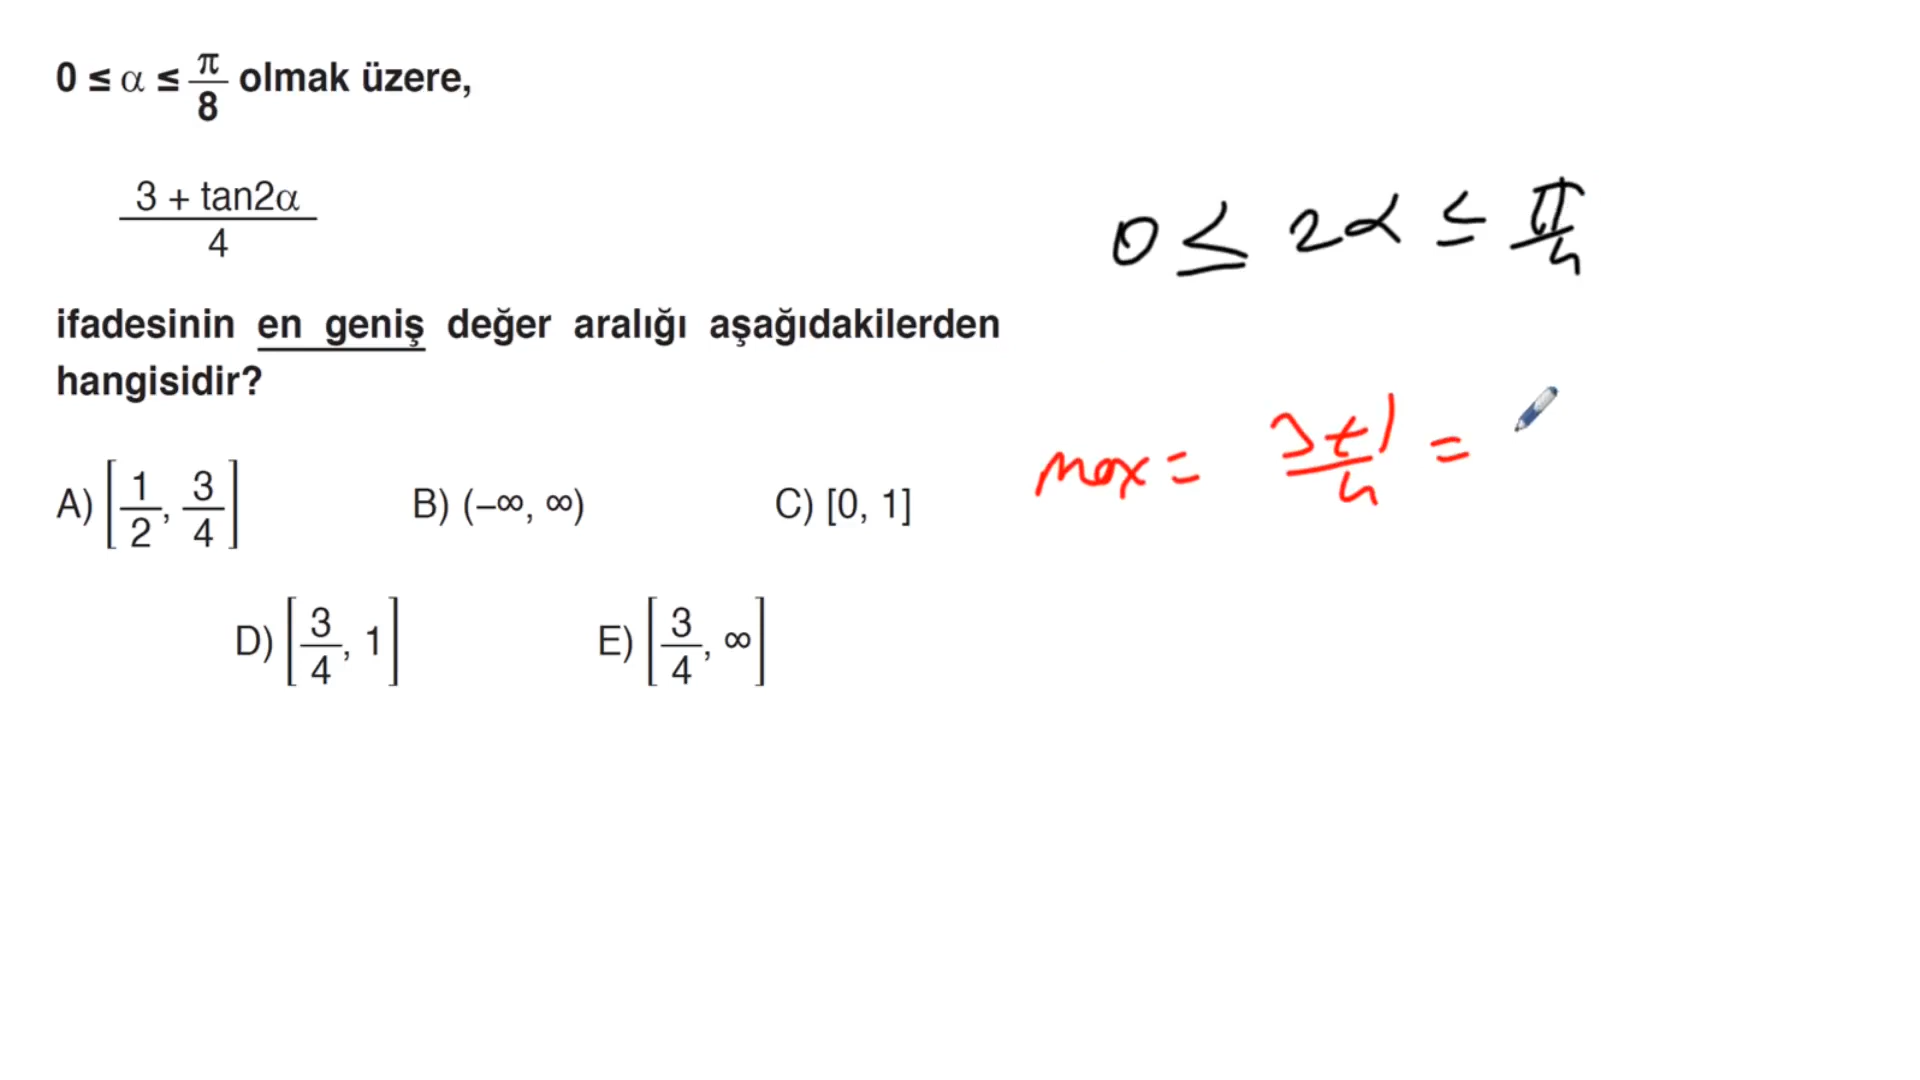 0 ≤ α ≤ π/8 olmak üzere,
3 + tan2α
4
ifadesinin en geniş değer aralığı aşağıdakilerden
hangisidir?
A) [1/2, 3/4] B) (–∞, ∞) C) [0, 1]
D) [3/4, 1] E) [3/4, ∞]
0 ≤ 2α ≤ π/4
max = 3+1/4 =